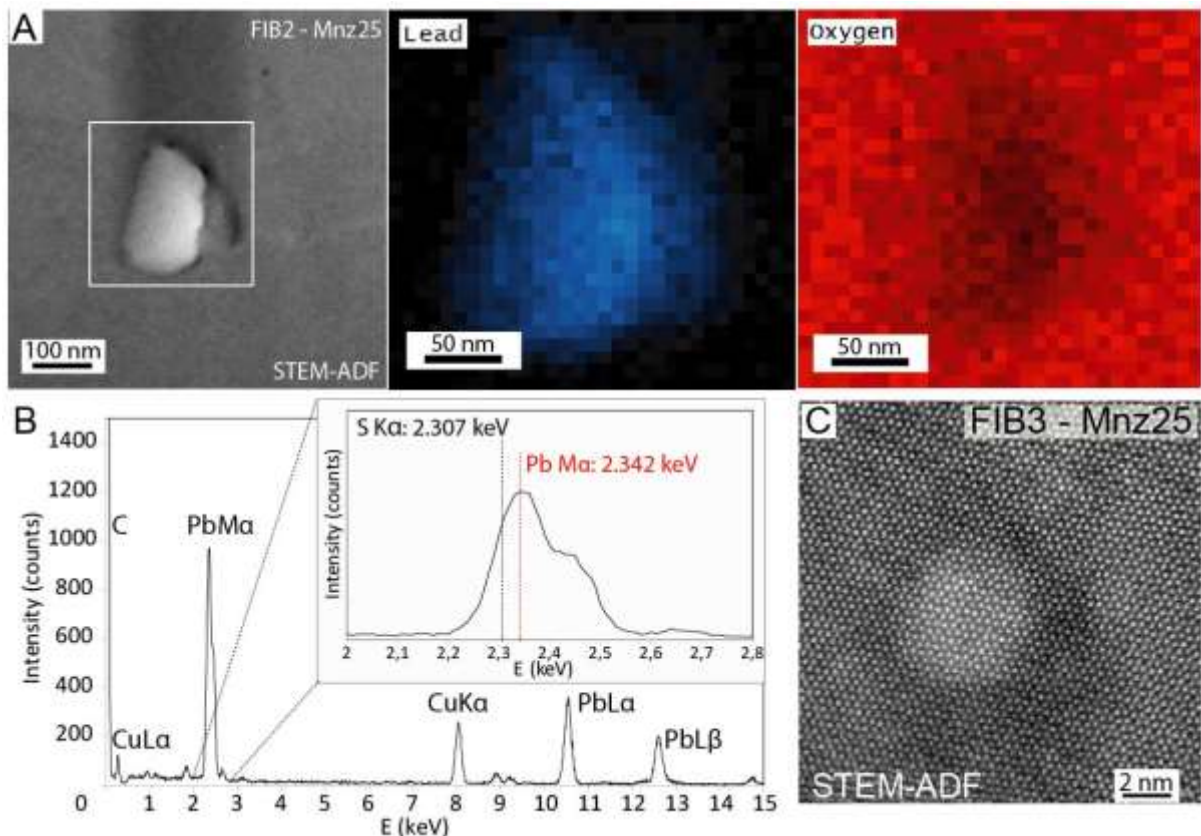 A
FIB2 - Mnz25
100 nm
STEM-ADF
Lead
50 nm
Oxygen
50 nm
B
Intensity (counts)
1400
1200
1000
800
600
400
200
0
C
PbMα
CuLα
CuKα
PbLα
PbLβ
1 2 3 4 5 6 7 8 9 10 11 12 13 14 15
E (keV)
S Kα: 2.307 keV
Pb Mα: 2.342 keV
Intensity (counts)
2 2,1 2,2 2,3 2,4 2,5 2,6 2,7 2,8
E (keV)
C
FIB3 - Mnz25
STEM-ADF
2 nm